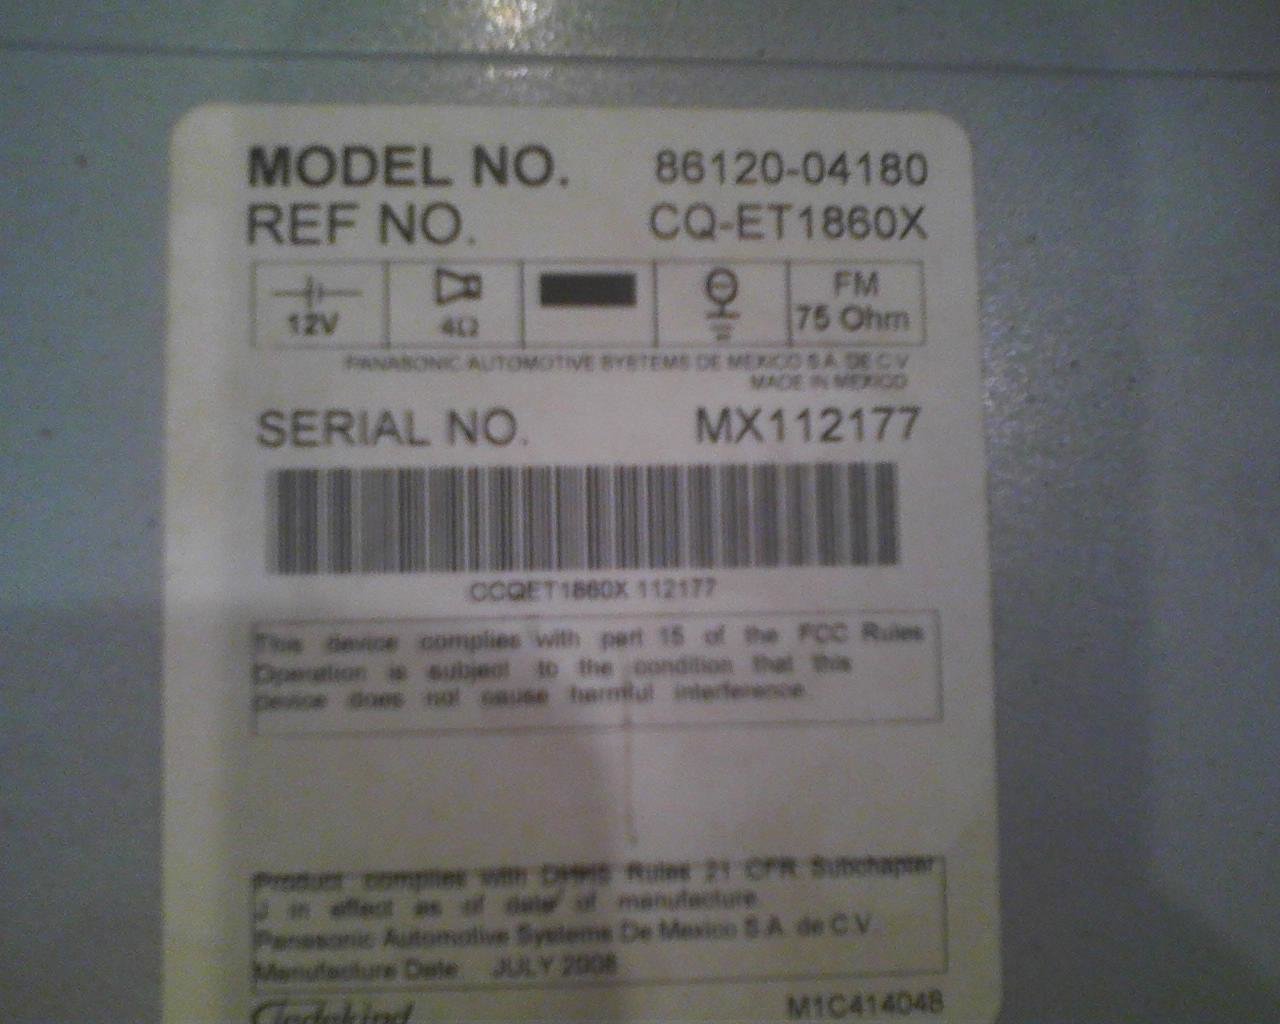 MODEL NO. 86120-04180
REF NO. CQ-ET1860X
12V 4Ω FM 75 Ohm
PANASONIC AUTOMOTIVE SYSTEMS DE MEXICO S.A. DE C.V
MADE IN MEXICO
SERIAL NO. MX112177
CCQET1860X 112177
This device complies with part 15 of the FCC Rules
Operation is subject to the condition that this
device does not cause harmful interference.
Product complies with DHHS Rules 21 CFR Subchapter
J in effect as of date of manufacture.
Panasonic Automotive Systems De Mexico S.A. de C.V.
Manufacture Date: JULY 2008
M1C414048